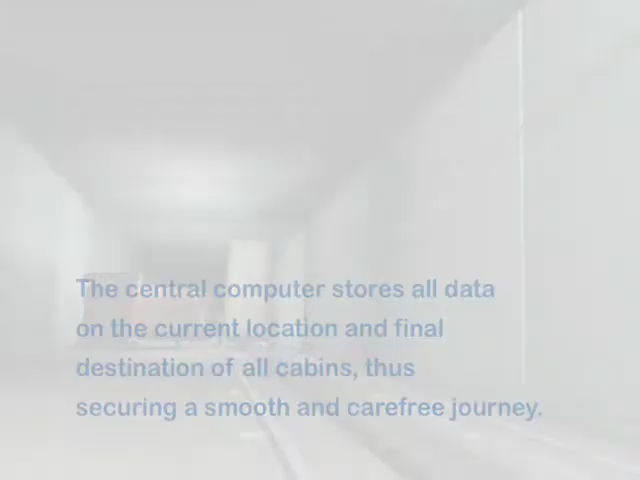 The central computer stores all data
on the current location and final
destination of all cabins, thus
securing a smooth and carefree journey.